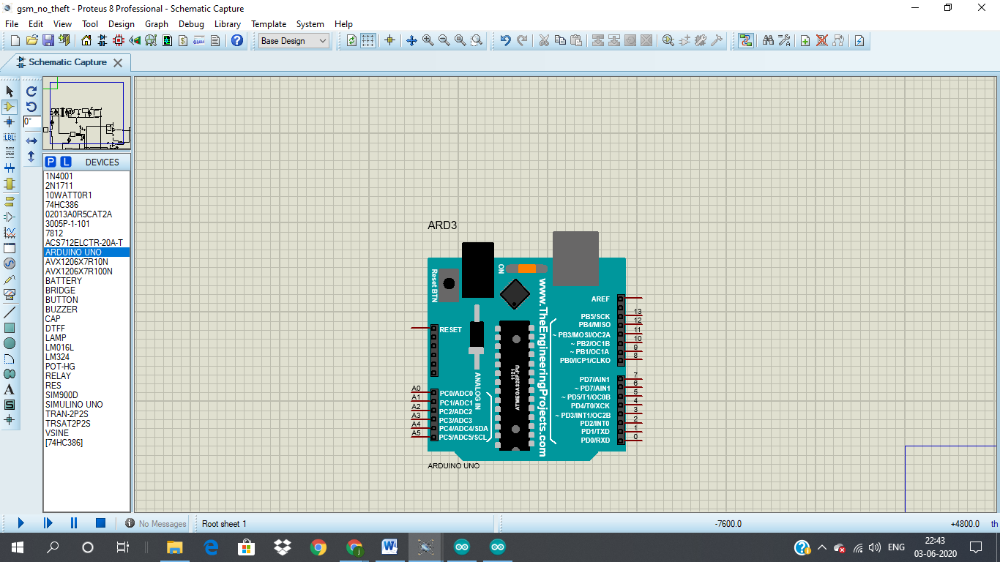 gsm_no_theft - Proteus 8 Professional - Schematic Capture
File Edit View Tool Design Graph Debug Library Template System Help
Base Design
Schematic Capture
0°
LBL
P L DEVICES
1N4001
2N1711
10WATT0R1
74HC386
02013A0R5CAT2A
3005P-1-101
7812
ACS712ELCTR-20A-T
ARDUINO UNO
AVX1206X7R10N
AVX1206X7R100N
BATTERY
BRIDGE
BUTTON
BUZZER
CAP
DTFF
LAMP
LM016L
LM324
POT-HG
RELAY
RES
SIM900D
SIMULINO UNO
TRAN-2P2S
TRSAT2P2S
VSINE
[74HC386]
A
S
ARD3
Reset BTN
ON
www.TheEngineeringProjects.com
ANALOG IN
1121
ATMEGA328P-PU
RESET
A0 PC0/ADC0
A1 PC1/ADC1
A2 PC2/ADC2
A3 PC3/ADC3
A4 PC4/ADC4/SDA
A5 PC5/ADC5/SCL
AREF
PB5/SCK 13
PB4/MISO 12
~ PB3/MOSI/OC2A 11
~ PB2/OC1B 10
~ PB1/OC1A 9
PB0/ICP1/CLKO 8
PD7/AIN1 7
~ PD7/AIN1 6
~ PD5/T1/OC0B 5
PD4/T0/XCK 4
~ PD3/INT1/OC2B 3
PD2/INT0 2
PD1/TXD 1
PD0/RXD 0
ARDUINO UNO
No Messages
Root sheet 1
-7600.0
+4800.0 th
ENG
22:43
03-06-2020